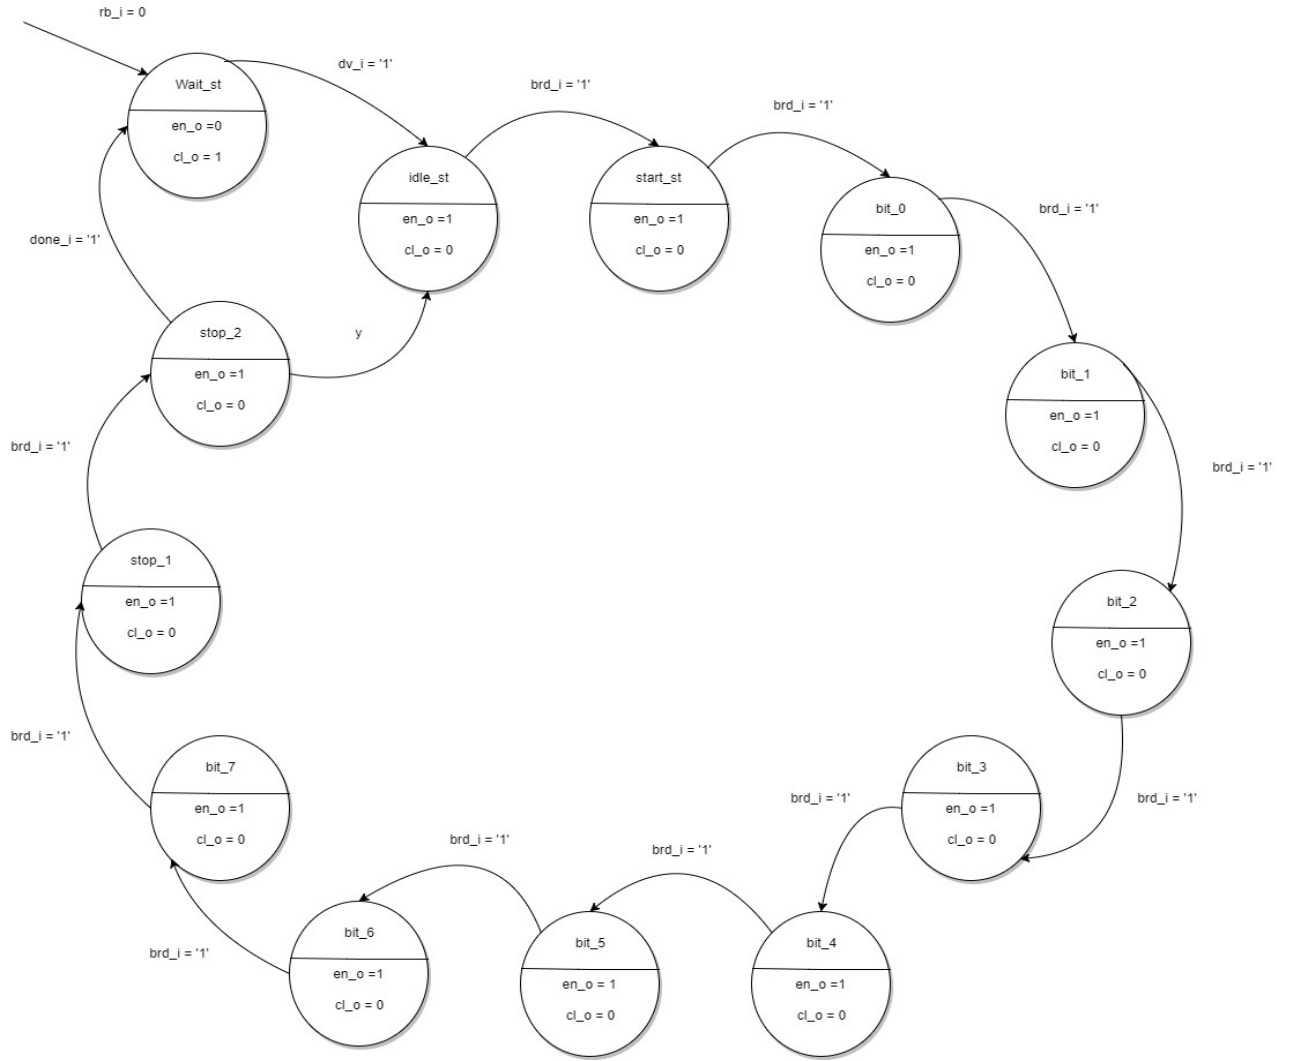 rb_i = 0
Wait_st
en_o =0
cl_o = 1
dv_i = '1'
idle_st
en_o =1
cl_o = 0
brd_i = '1'
start_st
en_o =1
cl_o = 0
brd_i = '1'
bit_0
en_o =1
cl_o = 0
brd_i = '1'
bit_1
en_o =1
cl_o = 0
brd_i = '1'
bit_2
en_o =1
cl_o = 0
brd_i = '1'
bit_3
en_o =1
cl_o = 0
brd_i = '1'
bit_4
en_o =1
cl_o = 0
brd_i = '1'
bit_5
en_o = 1
cl_o = 0
brd_i = '1'
bit_6
en_o =1
cl_o = 0
brd_i = '1'
bit_7
en_o =1
cl_o = 0
brd_i = '1'
stop_1
en_o =1
cl_o = 0
brd_i = '1'
stop_2
en_o =1
cl_o = 0
y
done_i = '1'